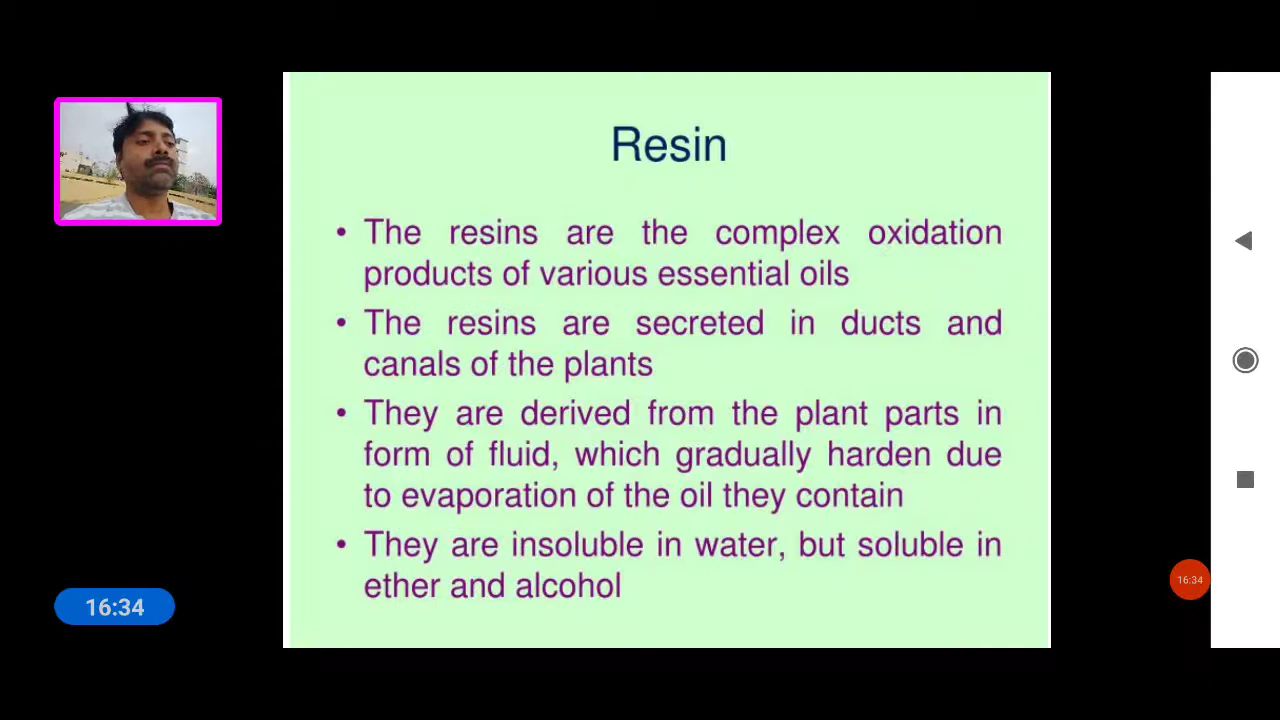 Resin
• The resins are the complex oxidation
products of various essential oils
• The resins are secreted in ducts and
canals of the plants
• They are derived from the plant parts in
form of fluid, which gradually harden due
to evaporation of the oil they contain
• They are insoluble in water, but soluble in
ether and alcohol
16:34
16:34